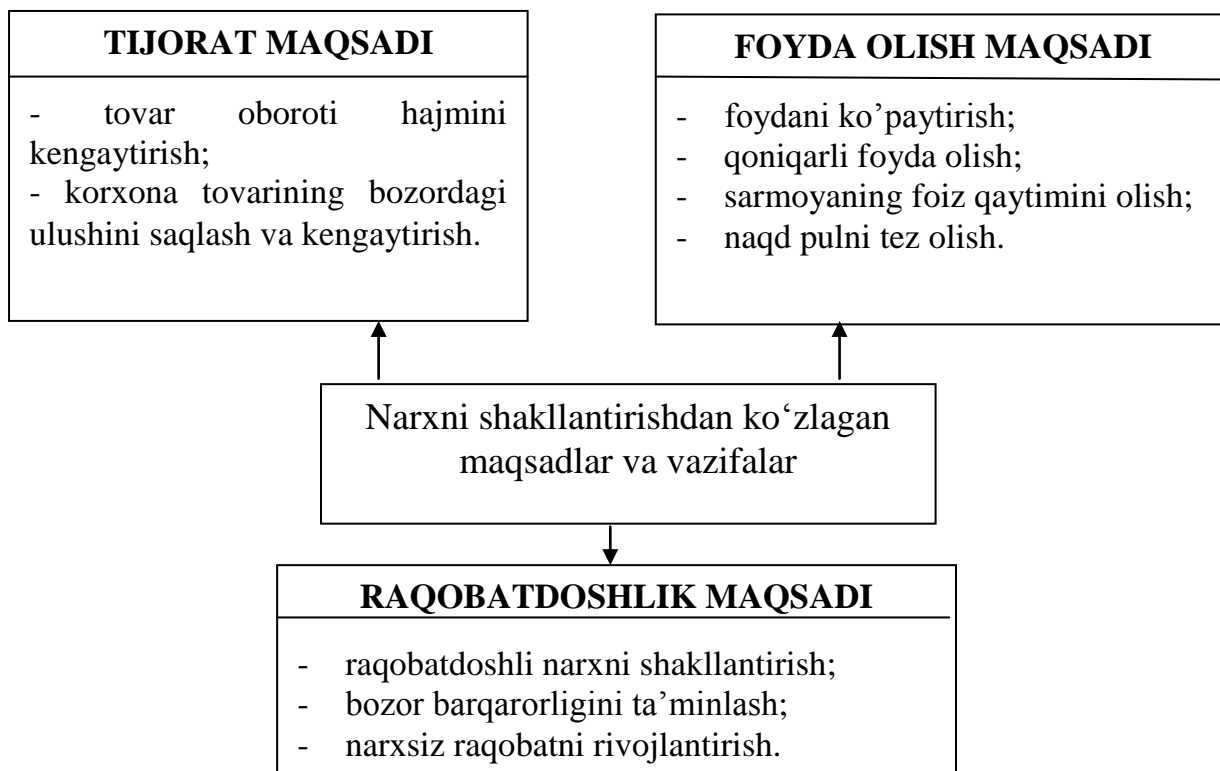 TIJORAT MAQSADI
- tovar oboroti hajmini
kengaytirish;
- korxona tovarining bozordagi
ulushini saqlash va kengaytirish.
FOYDA OLISH MAQSADI
- foydani ko’paytirish;
- qoniqarli foyda olish;
- sarmoyaning foiz qaytimini olish;
- naqd pulni tez olish.
Narxni shakllantirishdan ko‘zlagan
maqsadlar va vazifalar
RAQOBATDOSHLIK MAQSADI
- raqobatdoshli narxni shakllantirish;
- bozor barqarorligini ta’minlash;
- narxsiz raqobatni rivojlantirish.